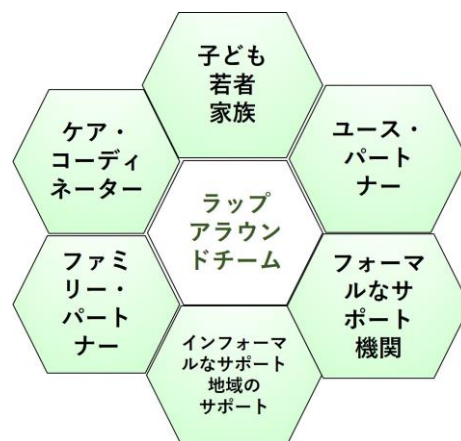 子ども
若者
家族
ケア・
コーディ
ネーター
ユース・
パート
ナー
ラップ
アラウン
ドチーム
ファミ
リー・
パート
ナー
フォーマ
ルなサ
ポート
機関
インフォーマ
ルなサポート
地域の
サポート